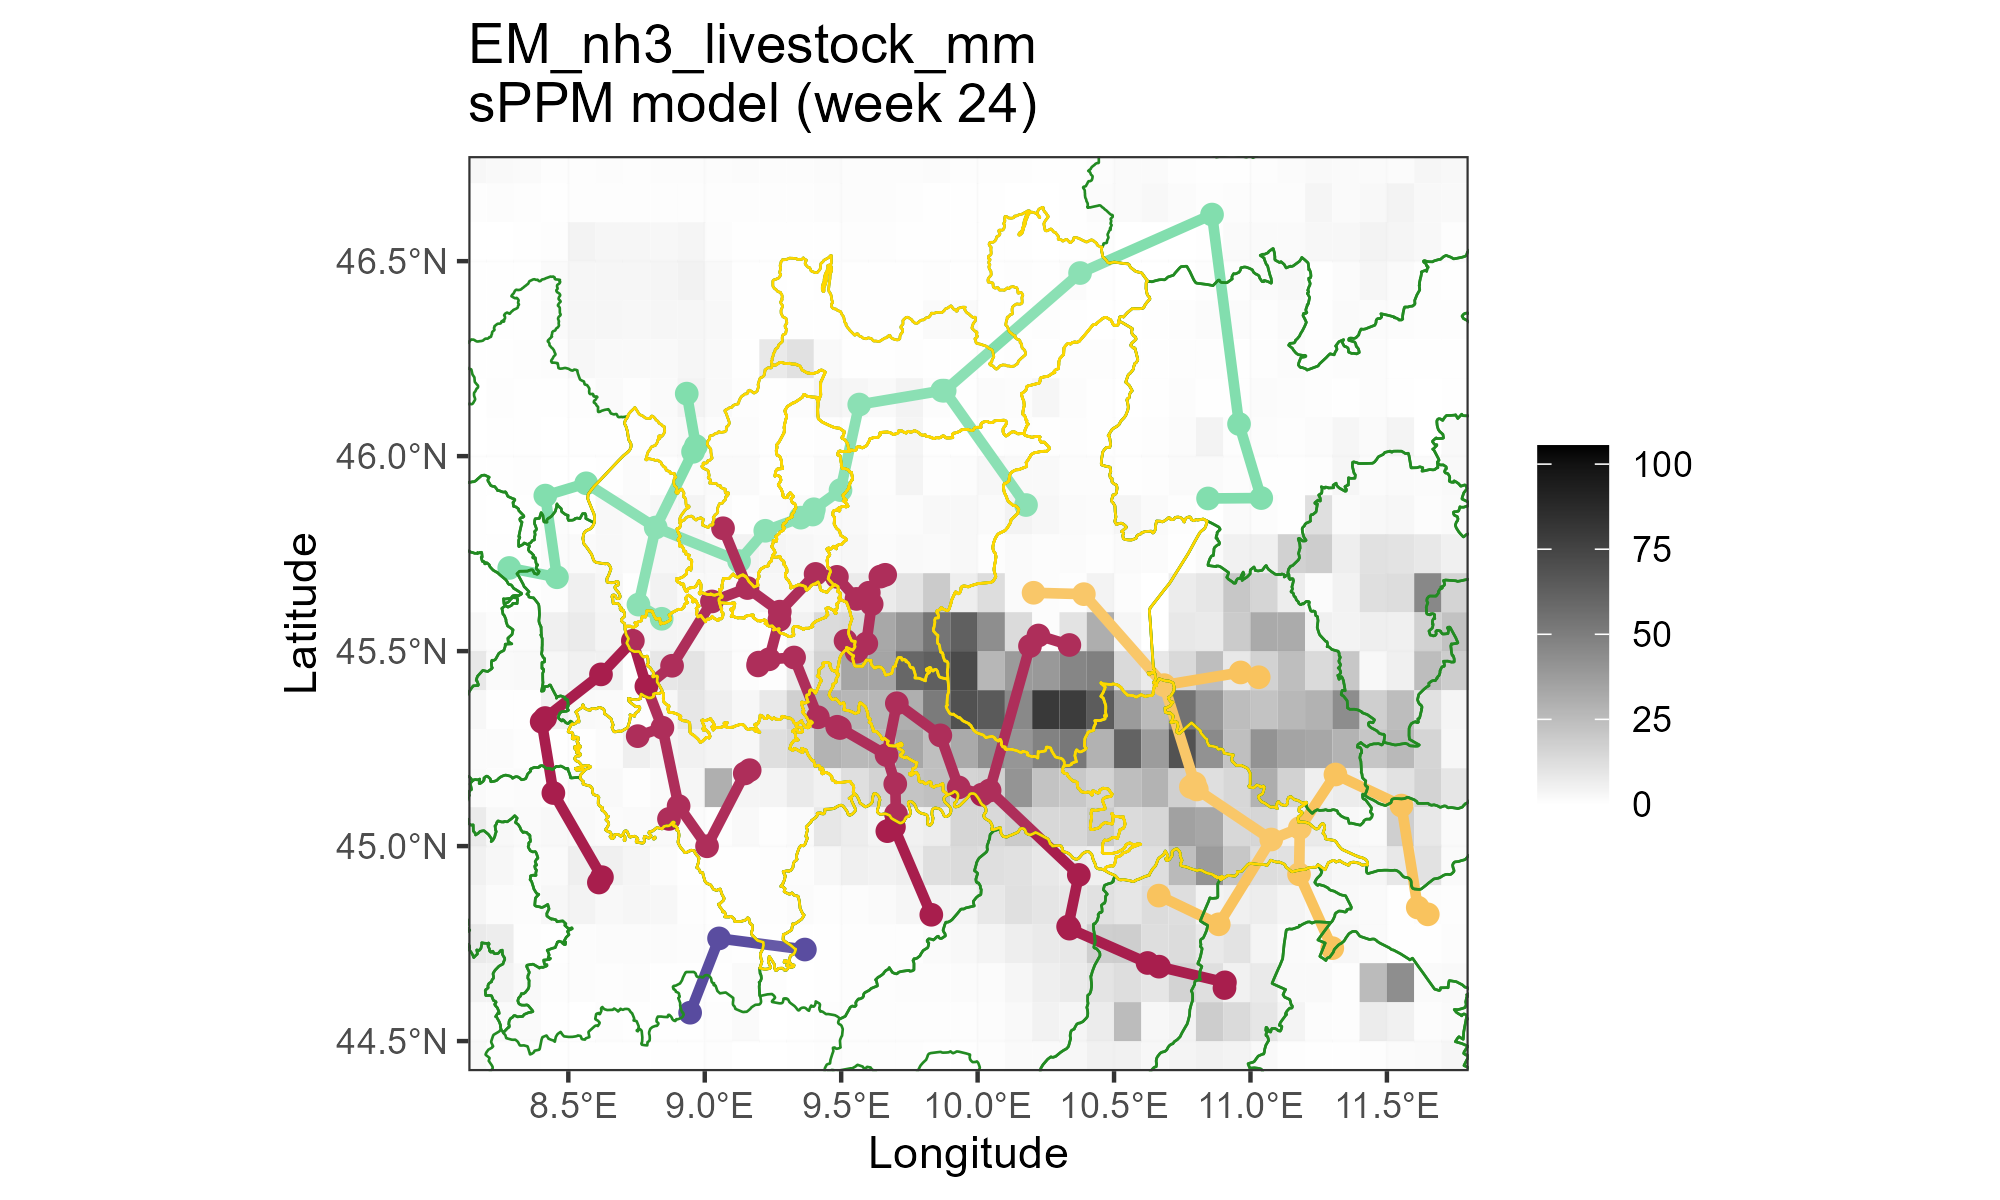 EM_nh3_livestock_mm
sPPM model (week 24)
46.5°N
46.0°N
45.5°N
45.0°N
44.5°N
Latitude
8.5°E
9.0°E
9.5°E
10.0°E
10.5°E
11.0°E
11.5°E
Longitude
100
75
50
25
0